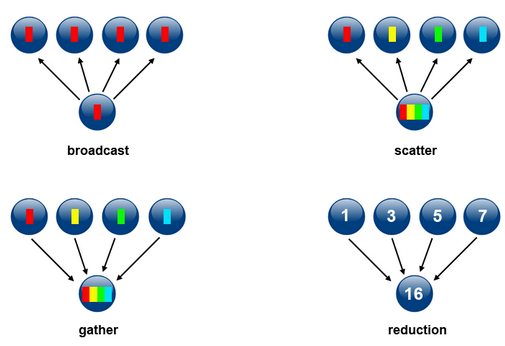 broadcast
scatter
1 3 5 7
16
gather
reduction